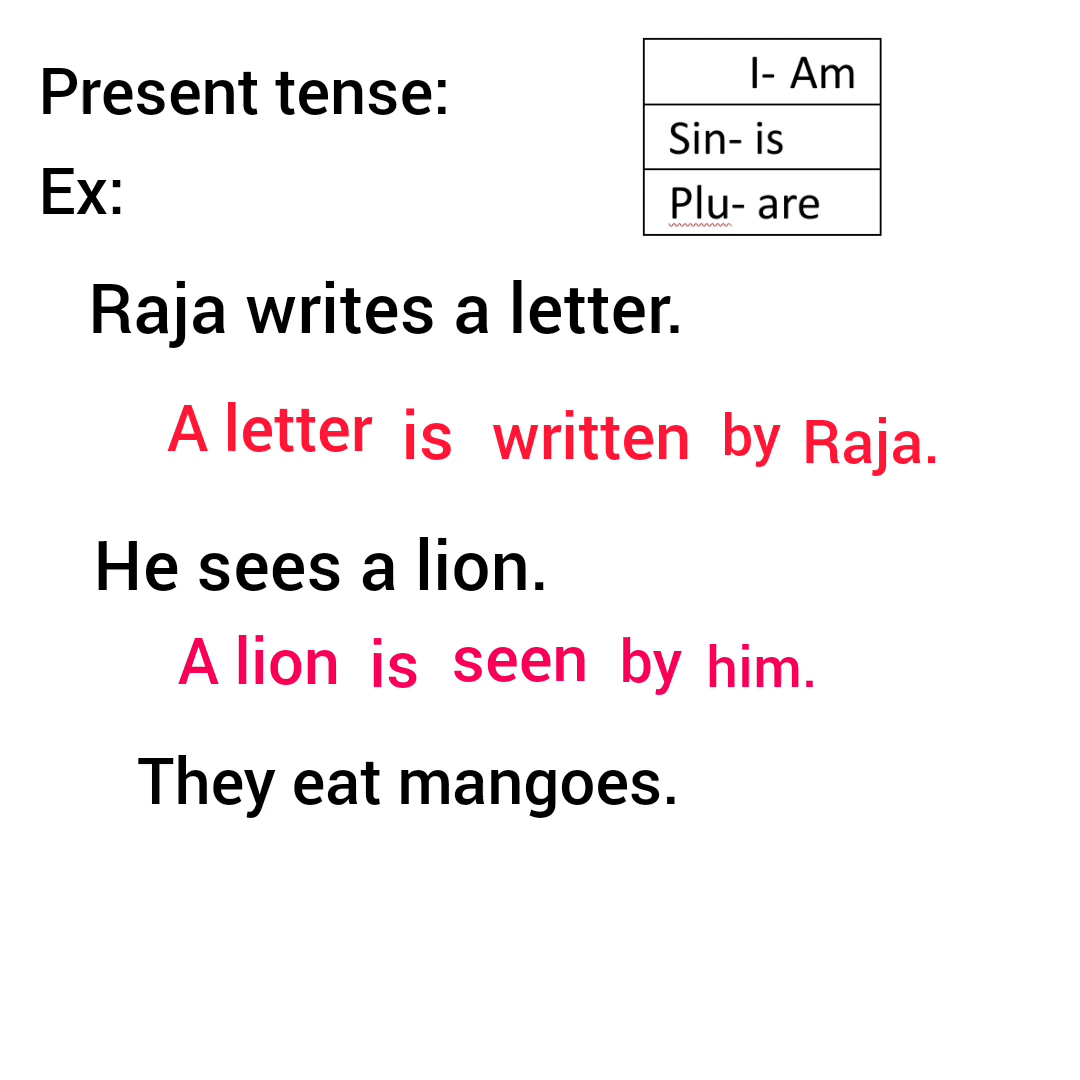 Present tense:
I- Am
Sin- is
Plu- are
Ex:
Raja writes a letter.
A letter is written by Raja.
He sees a lion.
A lion is seen by him.
They eat mangoes.